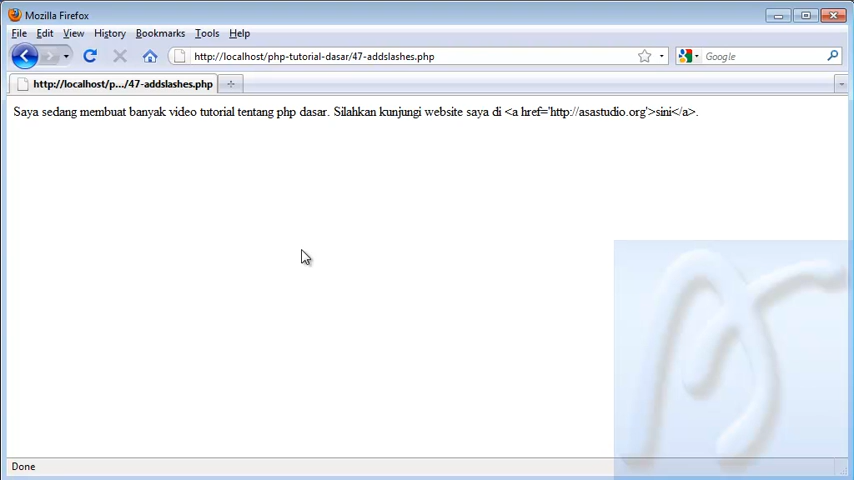 Mozilla Firefox
File Edit View History Bookmarks Tools Help
http://localhost/php-tutorial-dasar/47-addslashes.php
Google
http://localhost/p.../47-addslashes.php
Saya sedang membuat banyak video tutorial tentang php dasar. Silahkan kunjungi website saya di <a href='http://asastudio.org'>sini</a>.
Done